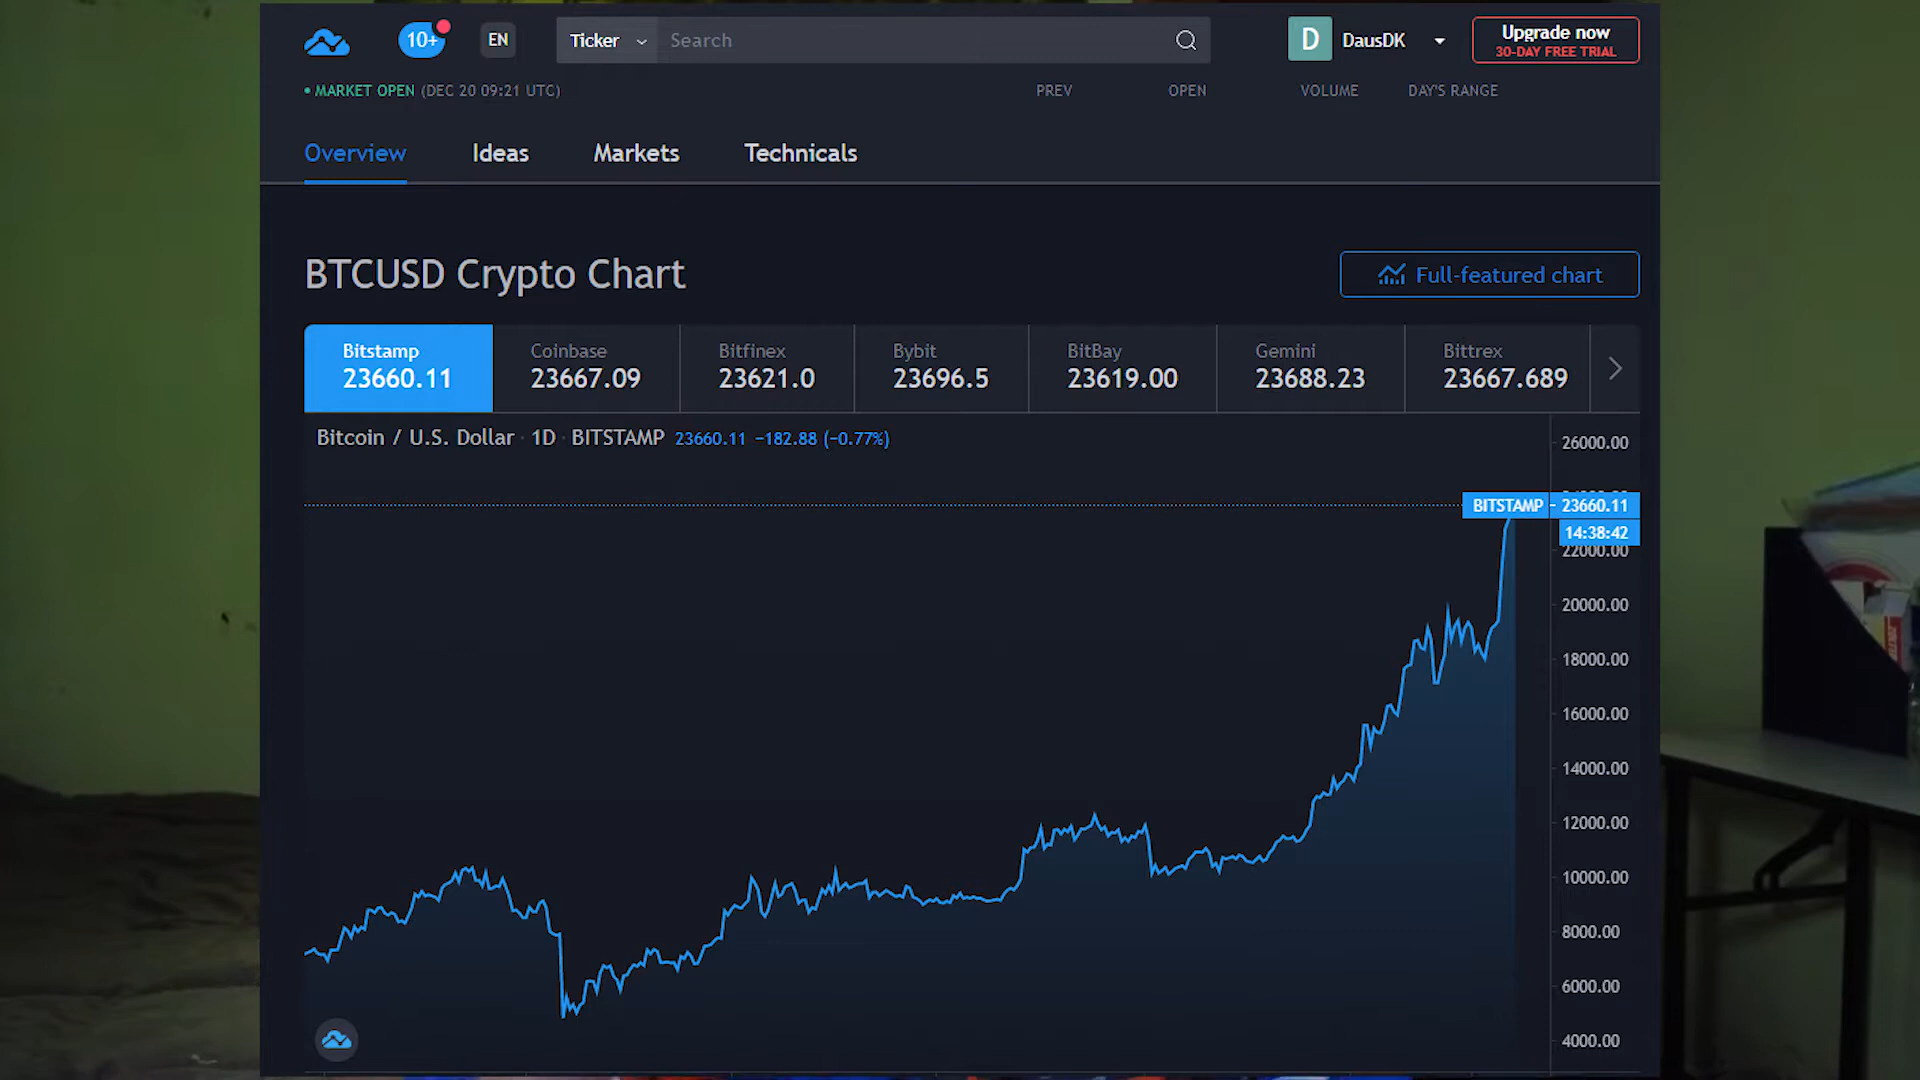 10+
EN
Ticker
Search
D
DausDK
Upgrade now
30-DAY FREE TRIAL
MARKET OPEN (DEC 20 09:21 UTC)
PREV
OPEN
VOLUME
DAY'S RANGE
Overview
Ideas
Markets
Technicals
BTCUSD Crypto Chart
Full-featured chart
Bitstamp
23660.11
Coinbase
23667.09
Bitfinex
23621.0
Bybit
23696.5
BitBay
23619.00
Gemini
23688.23
Bittrex
23667.689
Bitcoin / U.S. Dollar · 1D · BITSTAMP 23660.11 −182.88 (−0.77%)
26000.00
BITSTAMP
23660.11
14:38:42
22000.00
20000.00
18000.00
16000.00
14000.00
12000.00
10000.00
8000.00
6000.00
4000.00